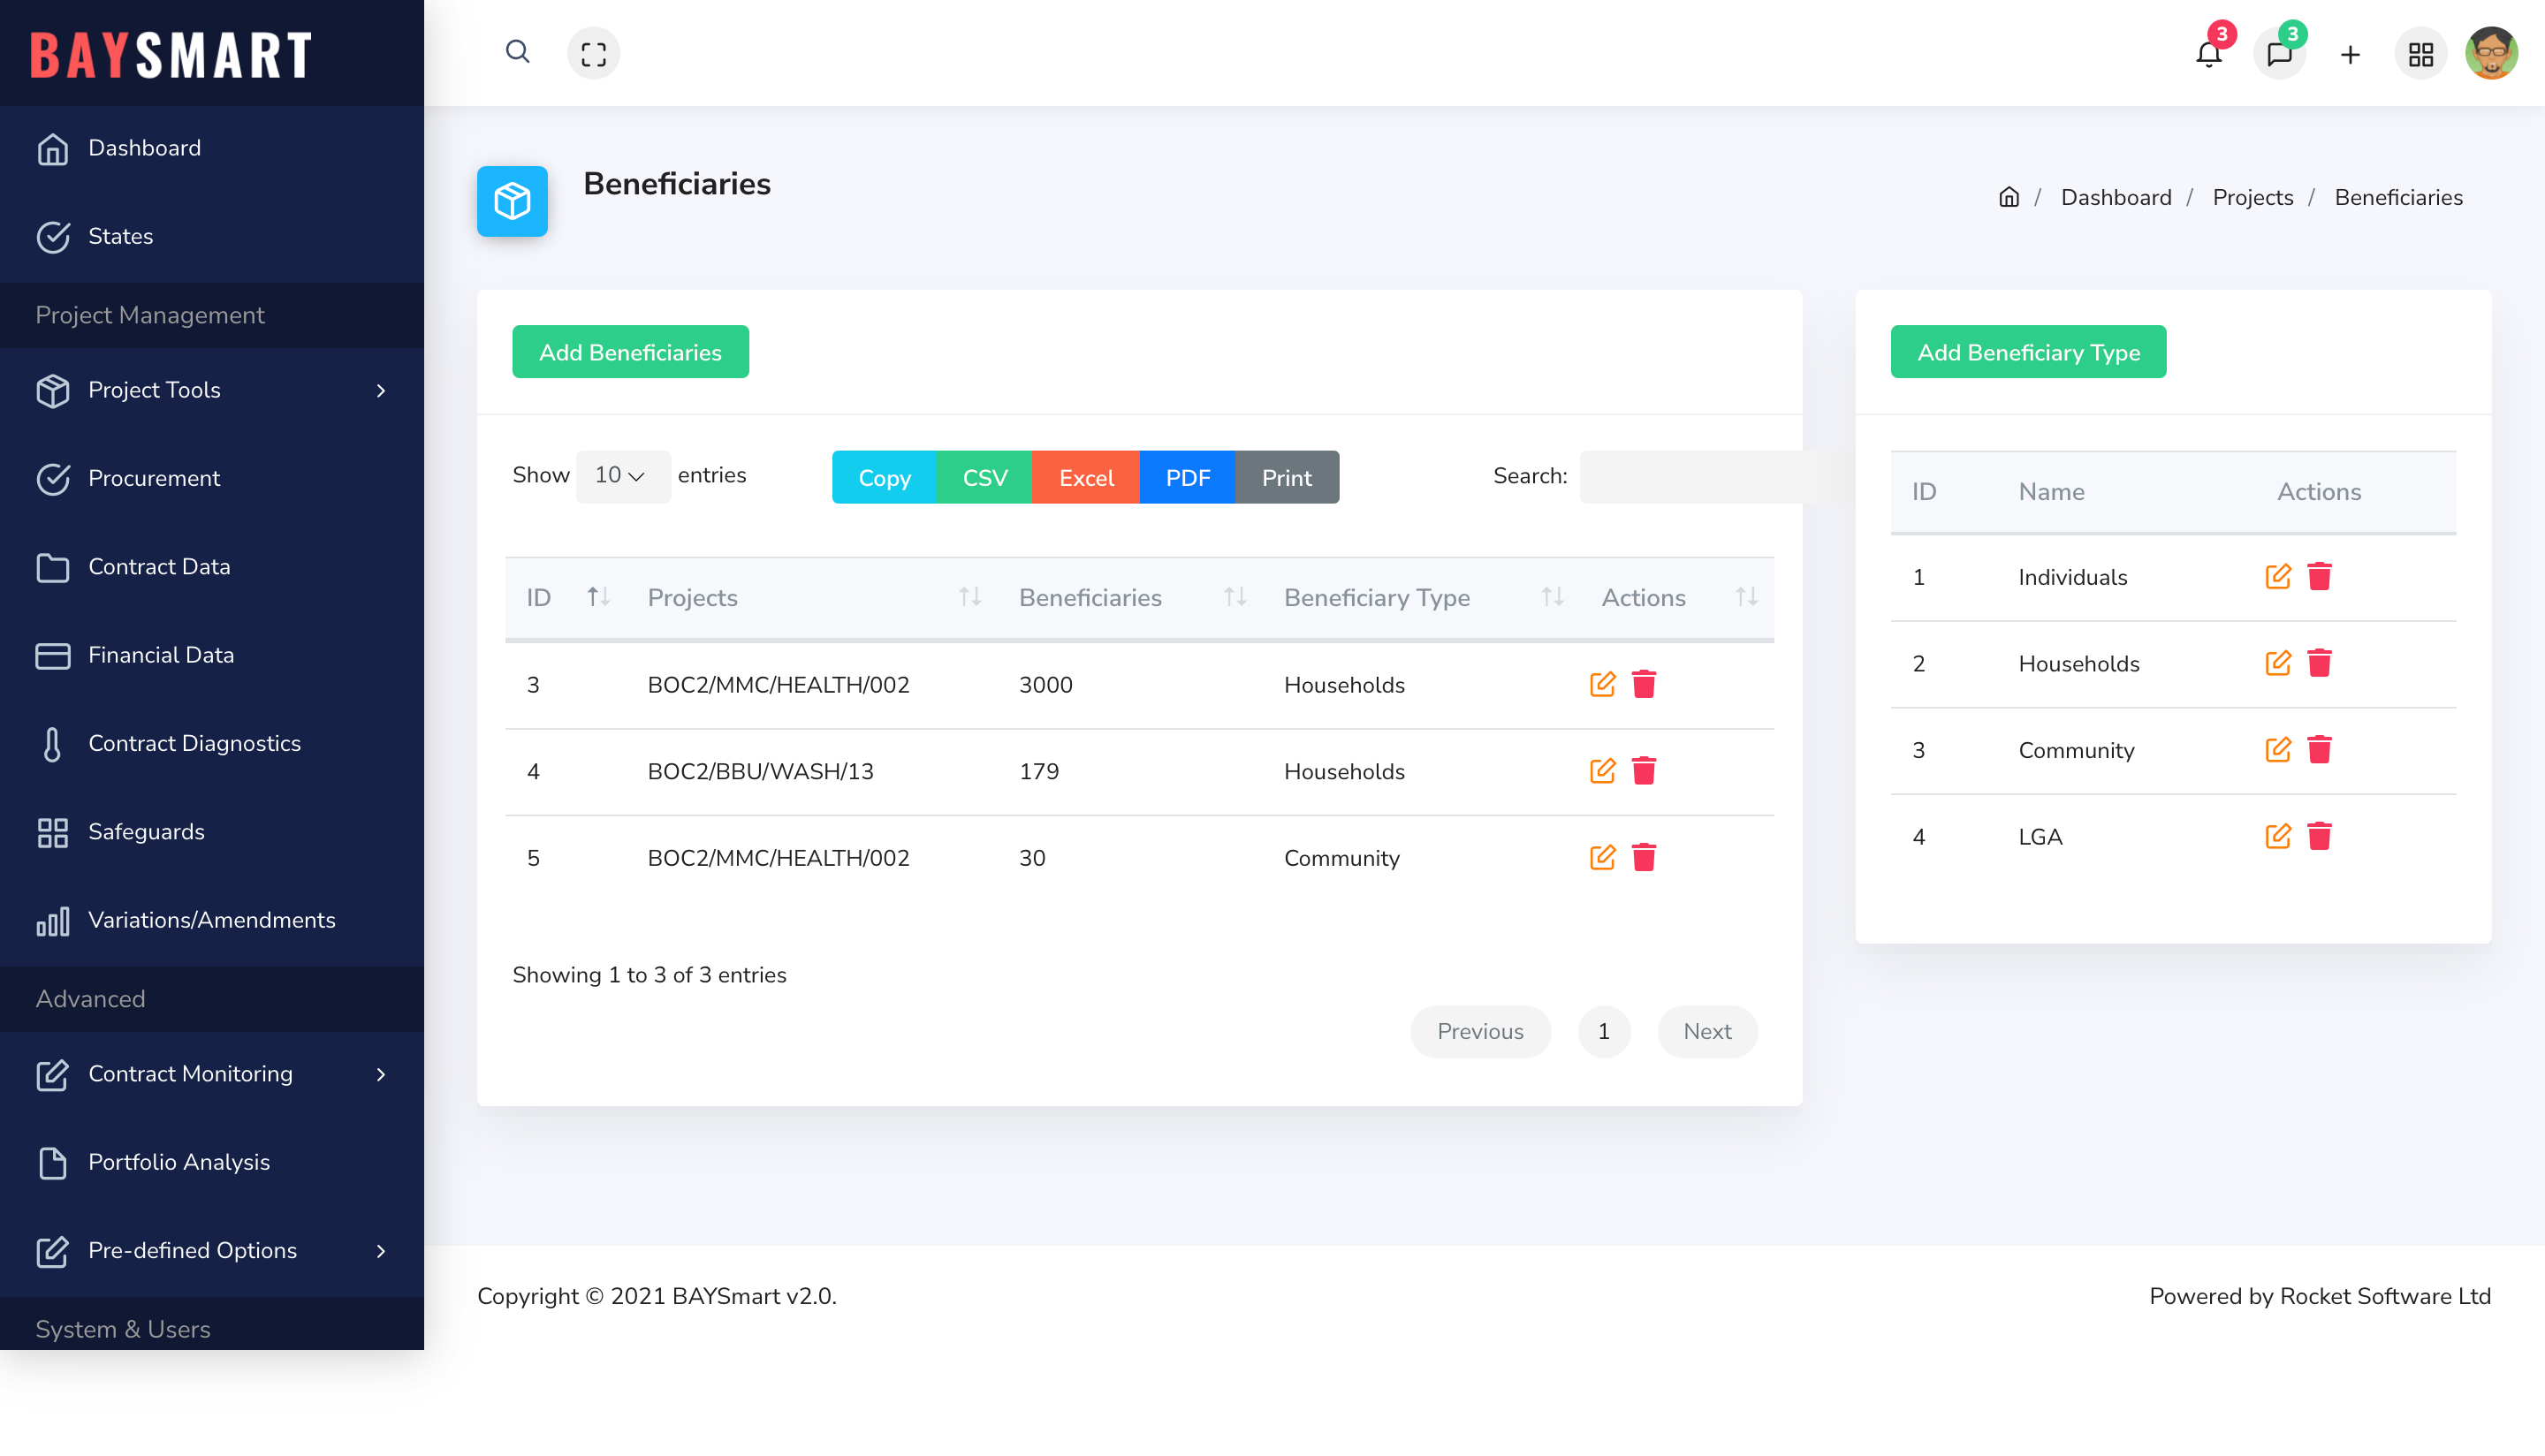 BAYSMART
3
3
Dashboard
States
Project Management
Project Tools
Procurement
Contract Data
Financial Data
Contract Diagnostics
Safeguards
Variations/Amendments
Advanced
Contract Monitoring
Portfolio Analysis
Pre-defined Options
System & Users
Beneficiaries
/ Dashboard / Projects / Beneficiaries
Add Beneficiaries
Show 10 entries
Copy CSV Excel PDF Print
Search:
ID Projects Beneficiaries Beneficiary Type Actions
3 BOC2/MMC/HEALTH/002 3000 Households
4 BOC2/BBU/WASH/13 179 Households
5 BOC2/MMC/HEALTH/002 30 Community
Showing 1 to 3 of 3 entries
Previous 1 Next
Add Beneficiary Type
ID Name Actions
1 Individuals
2 Households
3 Community
4 LGA
Copyright © 2021 BAYSmart v2.0.
Powered by Rocket Software Ltd